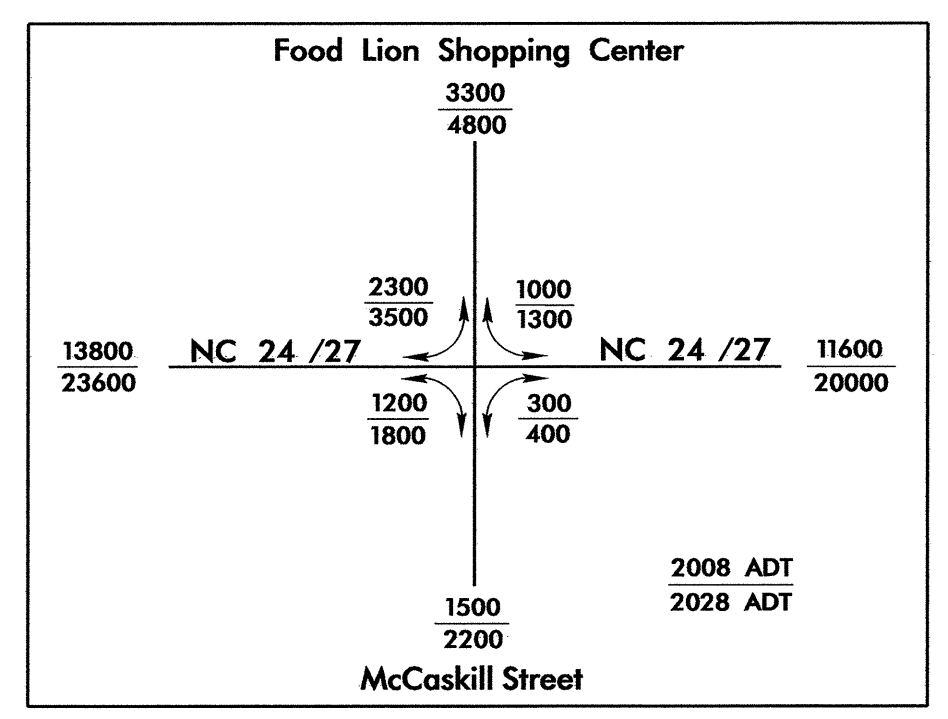 Food Lion Shopping Center
3300
4800
2300
3500
1000
1300
13800
23600
NC 24 /27
NC 24 /27
11600
20000
1200
1800
300
400
2008 ADT
2028 ADT
1500
2200
McCaskill Street